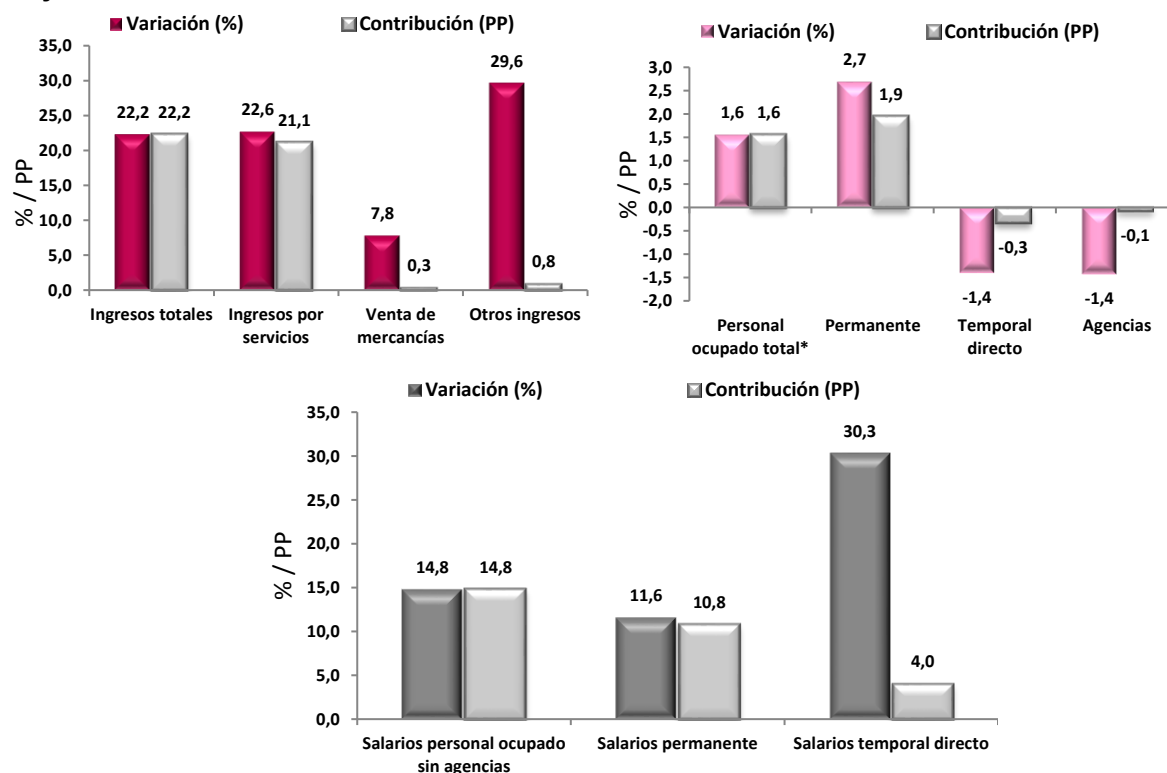 Variación (%)
Contribución (PP)
35,0
30,0
25,0
20,0
15,0
10,0
5,0
0,0
% / PP
22,2
22,2
22,6
21,1
7,8
0,3
29,6
0,8
Ingresos totales
Ingresos por
servicios
Venta de
mercancías
Otros ingresos
Variación (%)
Contribución (PP)
3,0
2,5
2,0
1,5
1,0
0,5
0,0
-0,5
-1,0
-1,5
-2,0
% / PP
1,6
1,6
2,7
1,9
-1,4
-0,3
-1,4
-0,1
Personal
ocupado total*
Permanente
Temporal
directo
Agencias
Variación (%)
Contribución (PP)
35,0
30,0
25,0
20,0
15,0
10,0
5,0
0,0
% / PP
14,8
14,8
11,6
10,8
30,3
4,0
Salarios personal ocupado
sin agencias
Salarios permanente
Salarios temporal directo